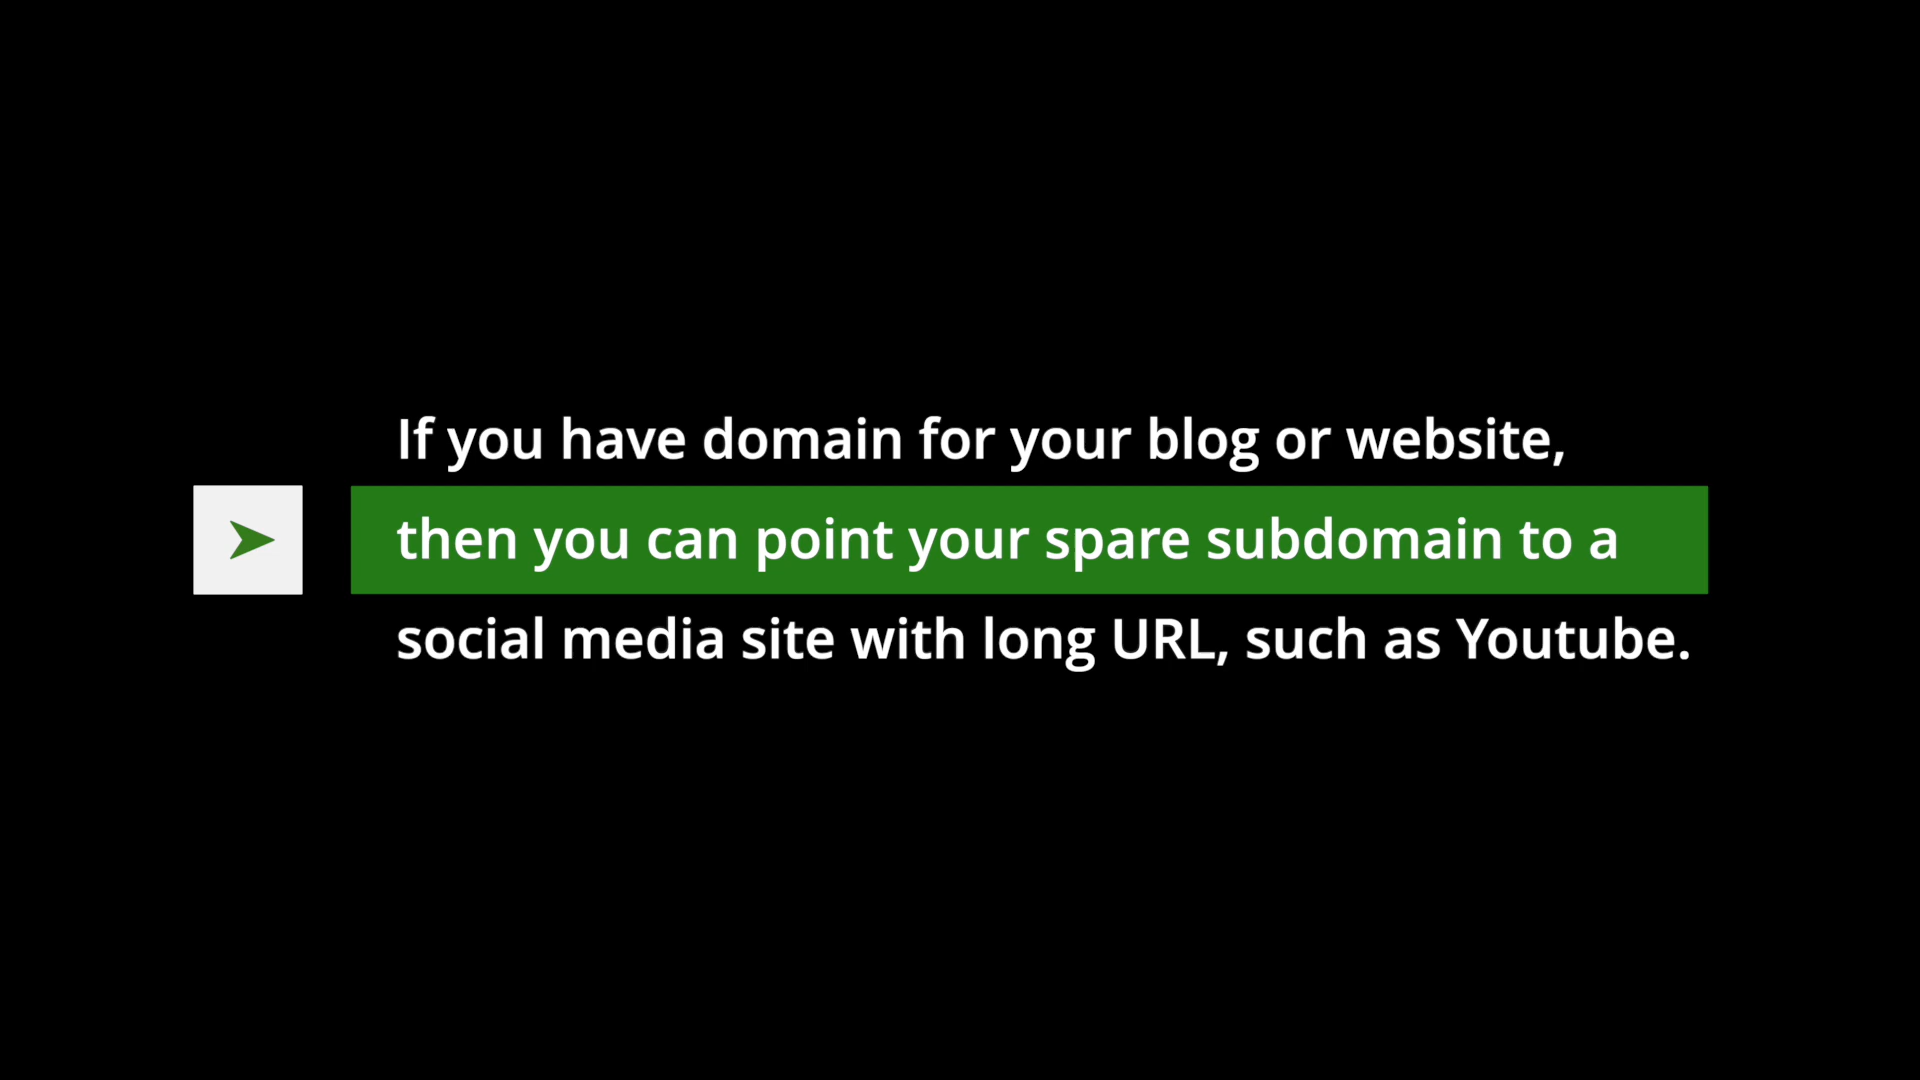 If you have domain for your blog or website,
then you can point your spare subdomain to a
social media site with long URL, such as Youtube.